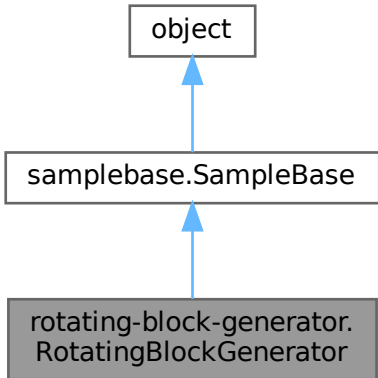 object
samplebase.SampleBase
rotating-block-generator.
RotatingBlockGenerator